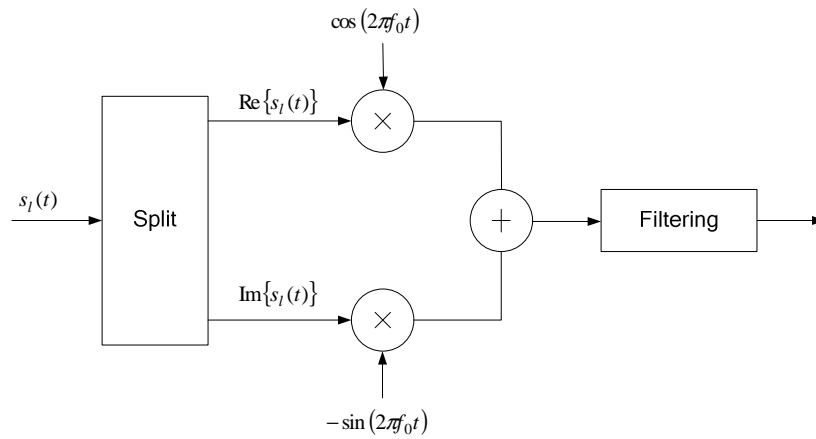 cos(2πf₀t)
Re{sₗ(t)}
×
sₗ(t)
Split
+
Filtering
Im{sₗ(t)}
×
−sin(2πf₀t)